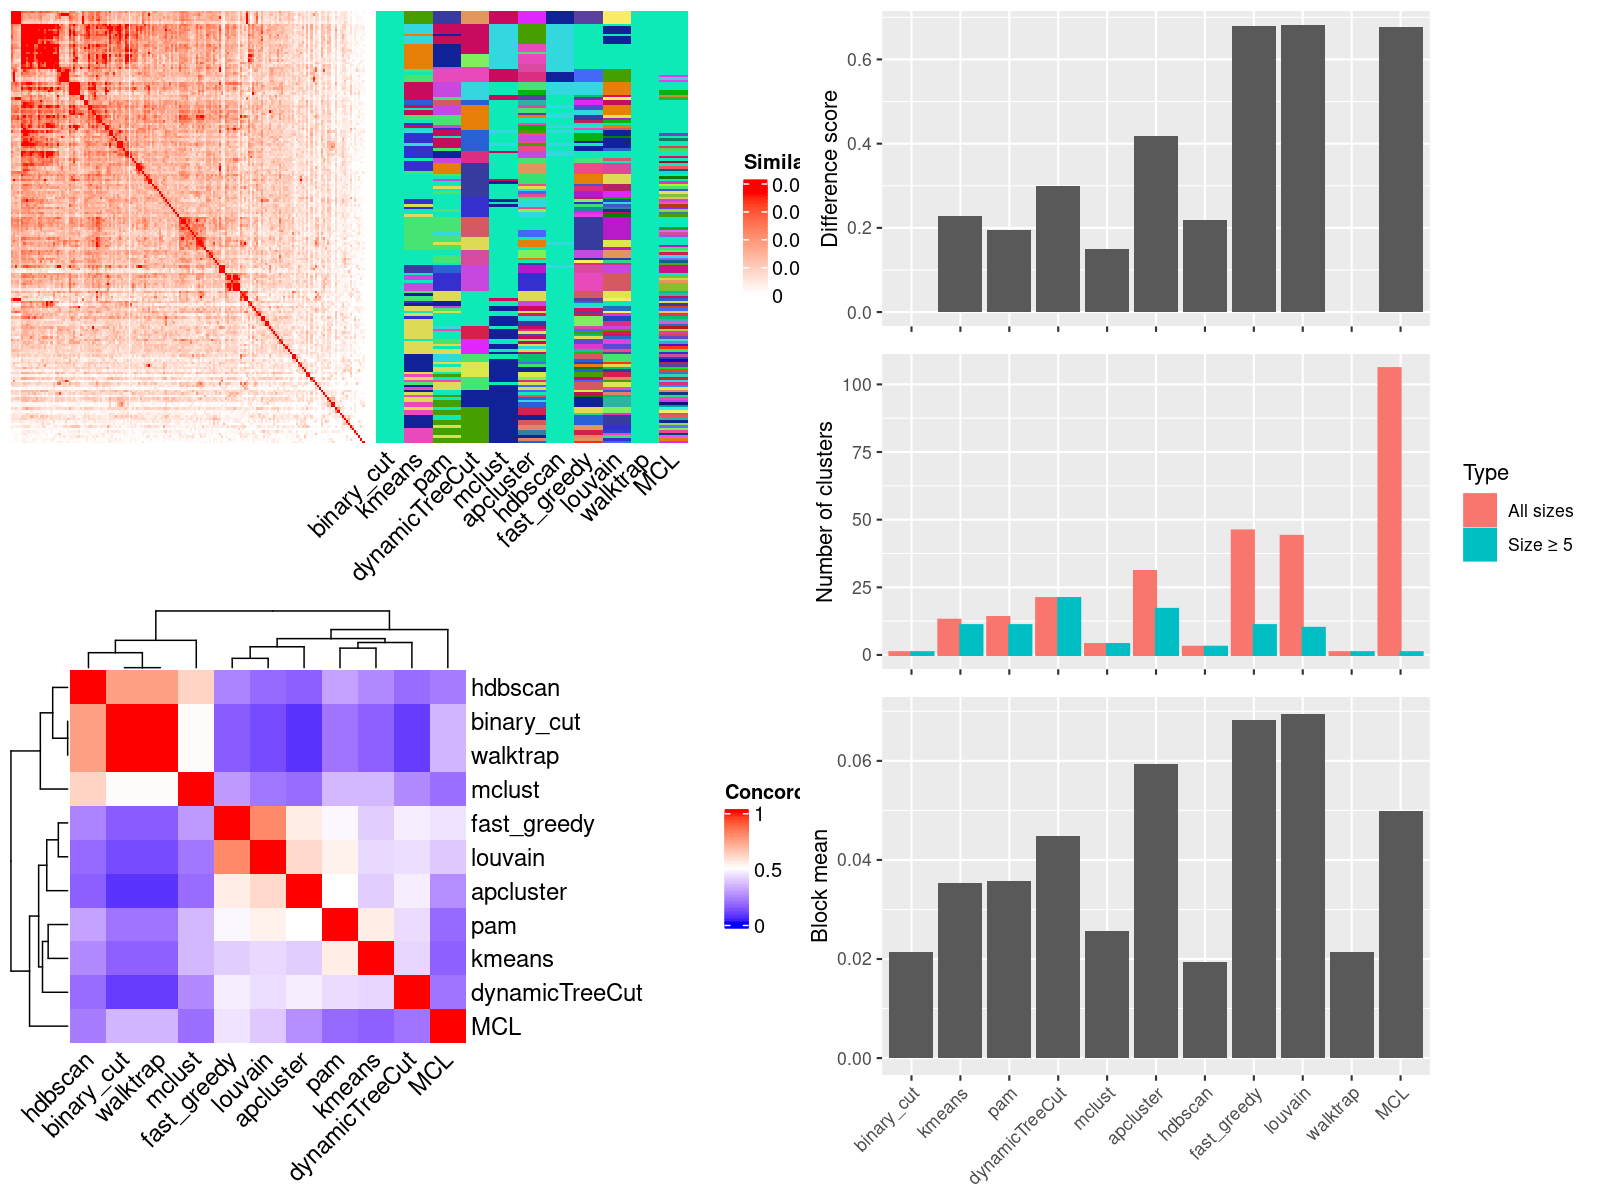 Simila
0.0
0.0
0.0
0.0
0
binary_cut
kmeans
pam
dynamicTreeCut
mclust
apcluster
hdbscan
fast_greedy
louvain
walktrap
MCL
hdbscan
binary_cut
walktrap
mclust
fast_greedy
louvain
apcluster
pam
kmeans
dynamicTreeCut
MCL
hdbscan
binary_cut
walktrap
mclust
fast_greedy
louvain
apcluster
pam
kmeans
dynamicTreeCut
MCL
Concord
1
0.5
0
Difference score
0.6
0.4
0.2
0.0
Number of clusters
100
75
50
25
0
Type
All sizes
Size ≥ 5
Block mean
0.06
0.04
0.02
0.00
binary_cut
kmeans
pam
dynamicTreeCut
mclust
apcluster
hdbscan
fast_greedy
louvain
walktrap
MCL